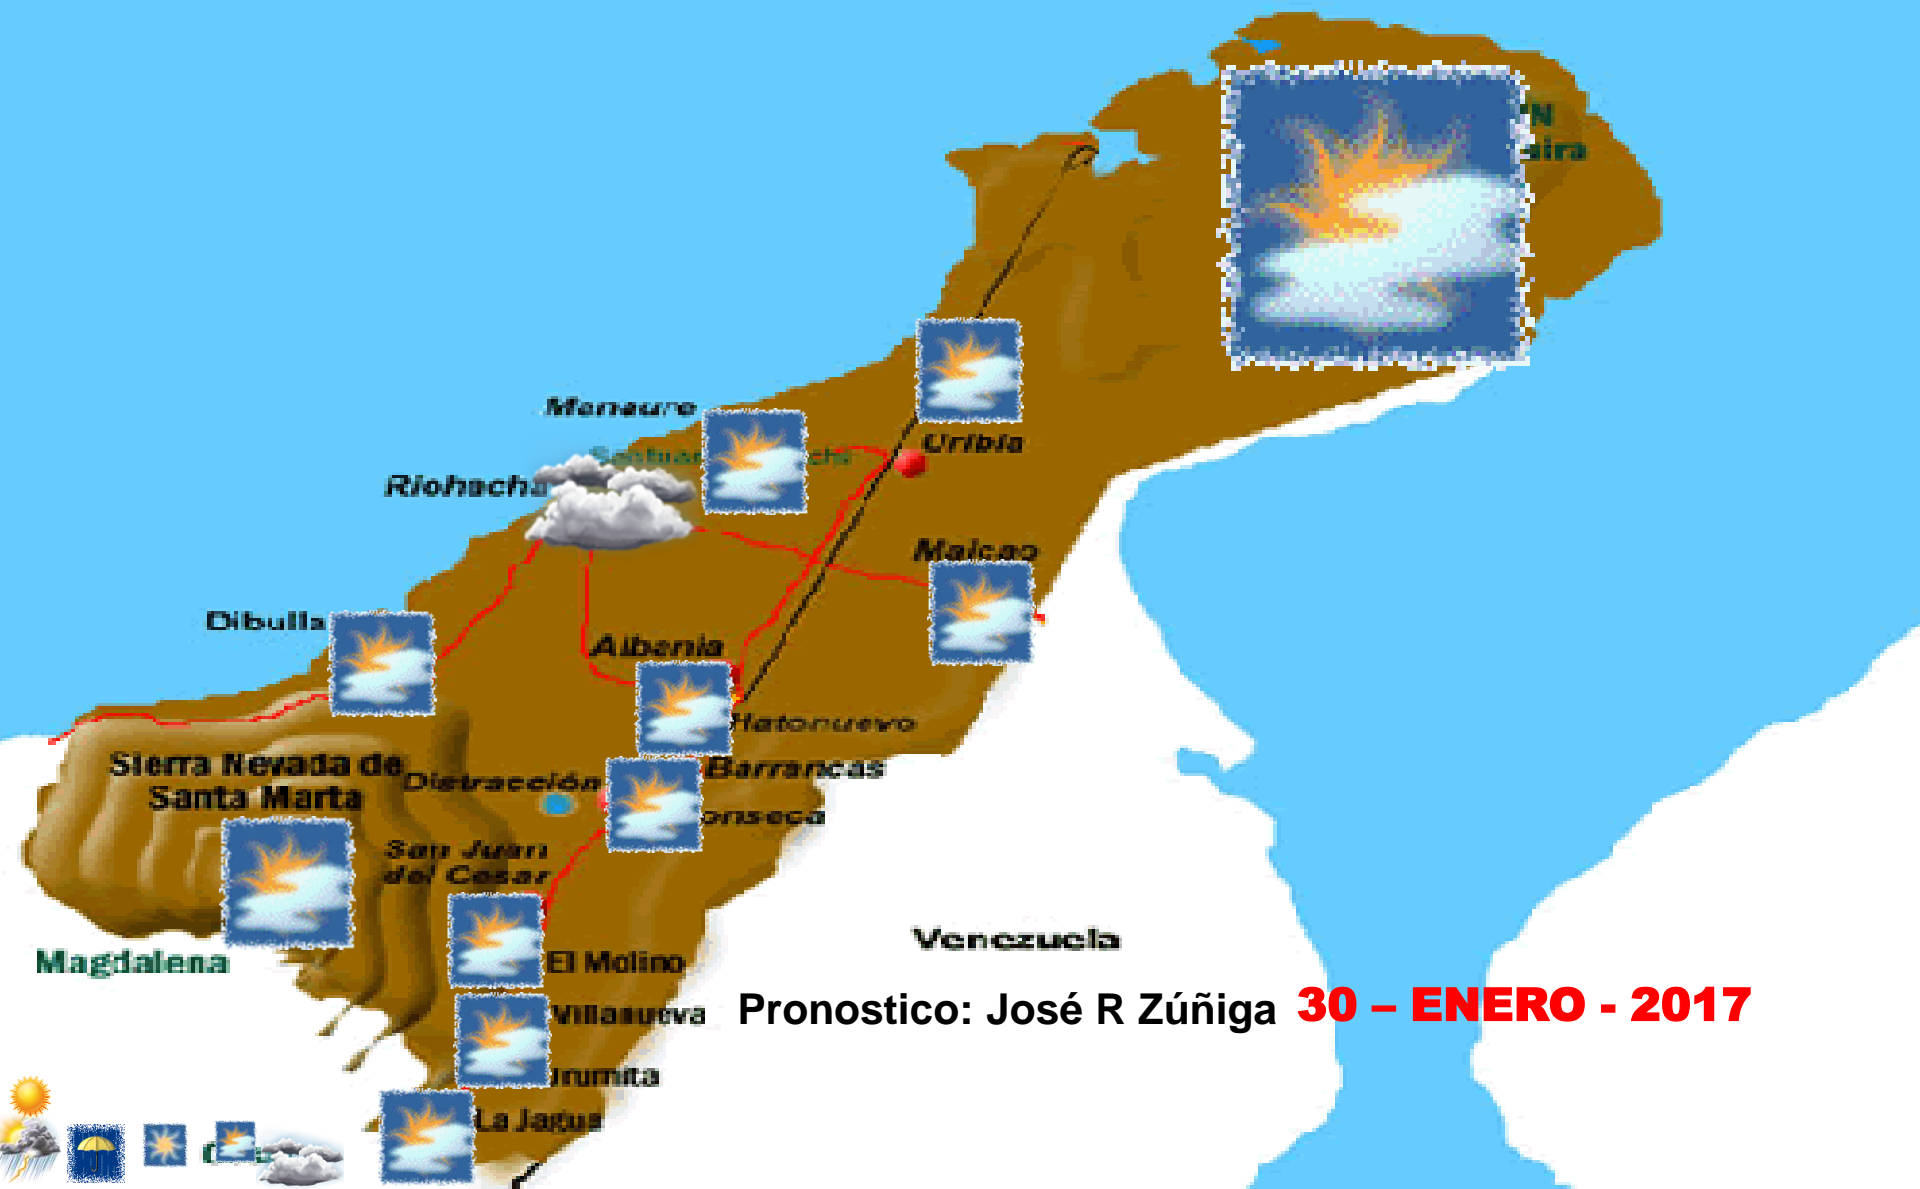 Manaure
Uribia
Riohacha
Maicao
Dibulla
Albania
Hatonuevo
Sierra Nevada de
Santa Marta
Distracción
Barrancas
onseca
San Juan
del Cesar
Venezuela
Magdalena
El Molino
Villanueva
Pronostico: José R Zúñiga 30 – ENERO - 2017
La Jagua